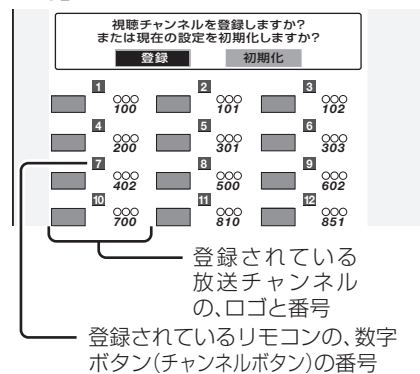 視聴チャンネルを登録しますか?
または現在の設定を初期化しますか?
登録 初期化
1 2 3
○○○ ○○○ ○○○
100 101 102
4 5 6
○○○ ○○○ ○○○
200 301 303
7 8 9
○○○ ○○○ ○○○
402 500 602
10 11 12
○○○ ○○○ ○○○
700 810 851
登録されている
放送チャンネル
の、ロゴと番号
登録されているリモコンの、数字
ボタン(チャンネルボタン)の番号